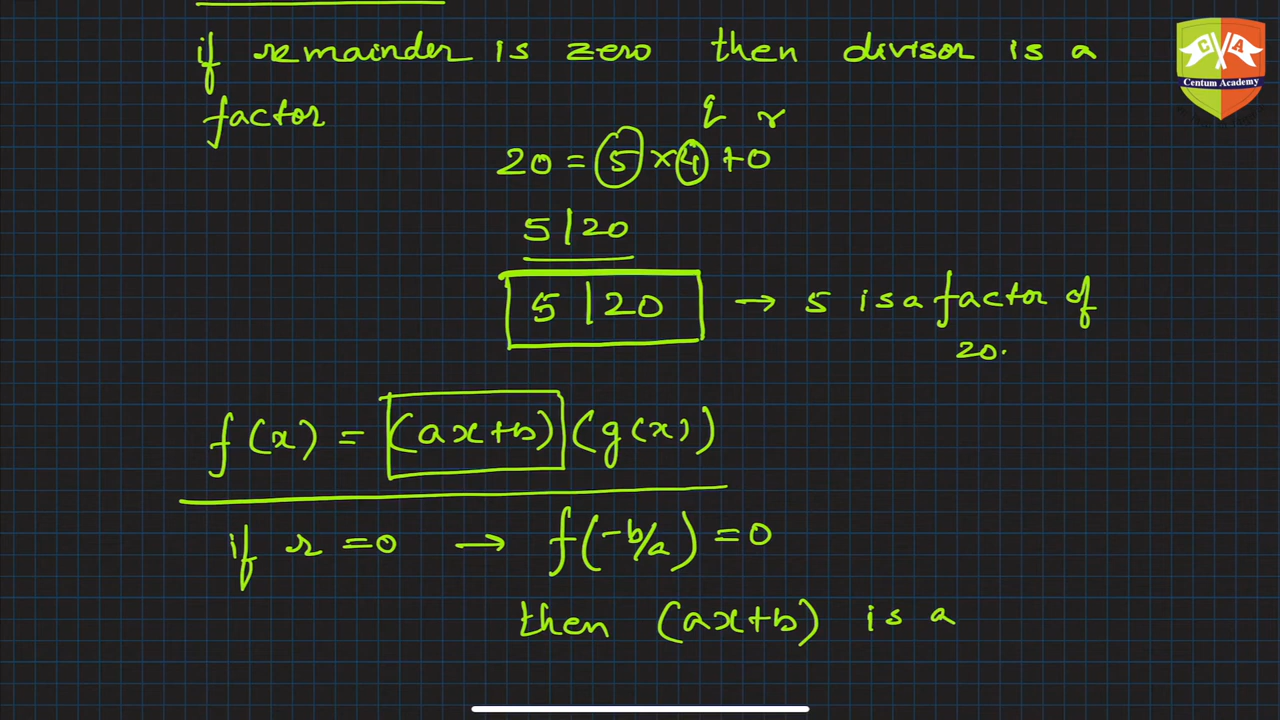 if remainder is zero then divisor is a
factor
q r
20 = 5 × 4 + 0
5 | 20
5 | 20 → 5 is a factor of
20.
f(x) = (ax+b) (g(x))
if r = 0 → f(-b/a) = 0
then (ax+b) is a
C A
Centum Academy